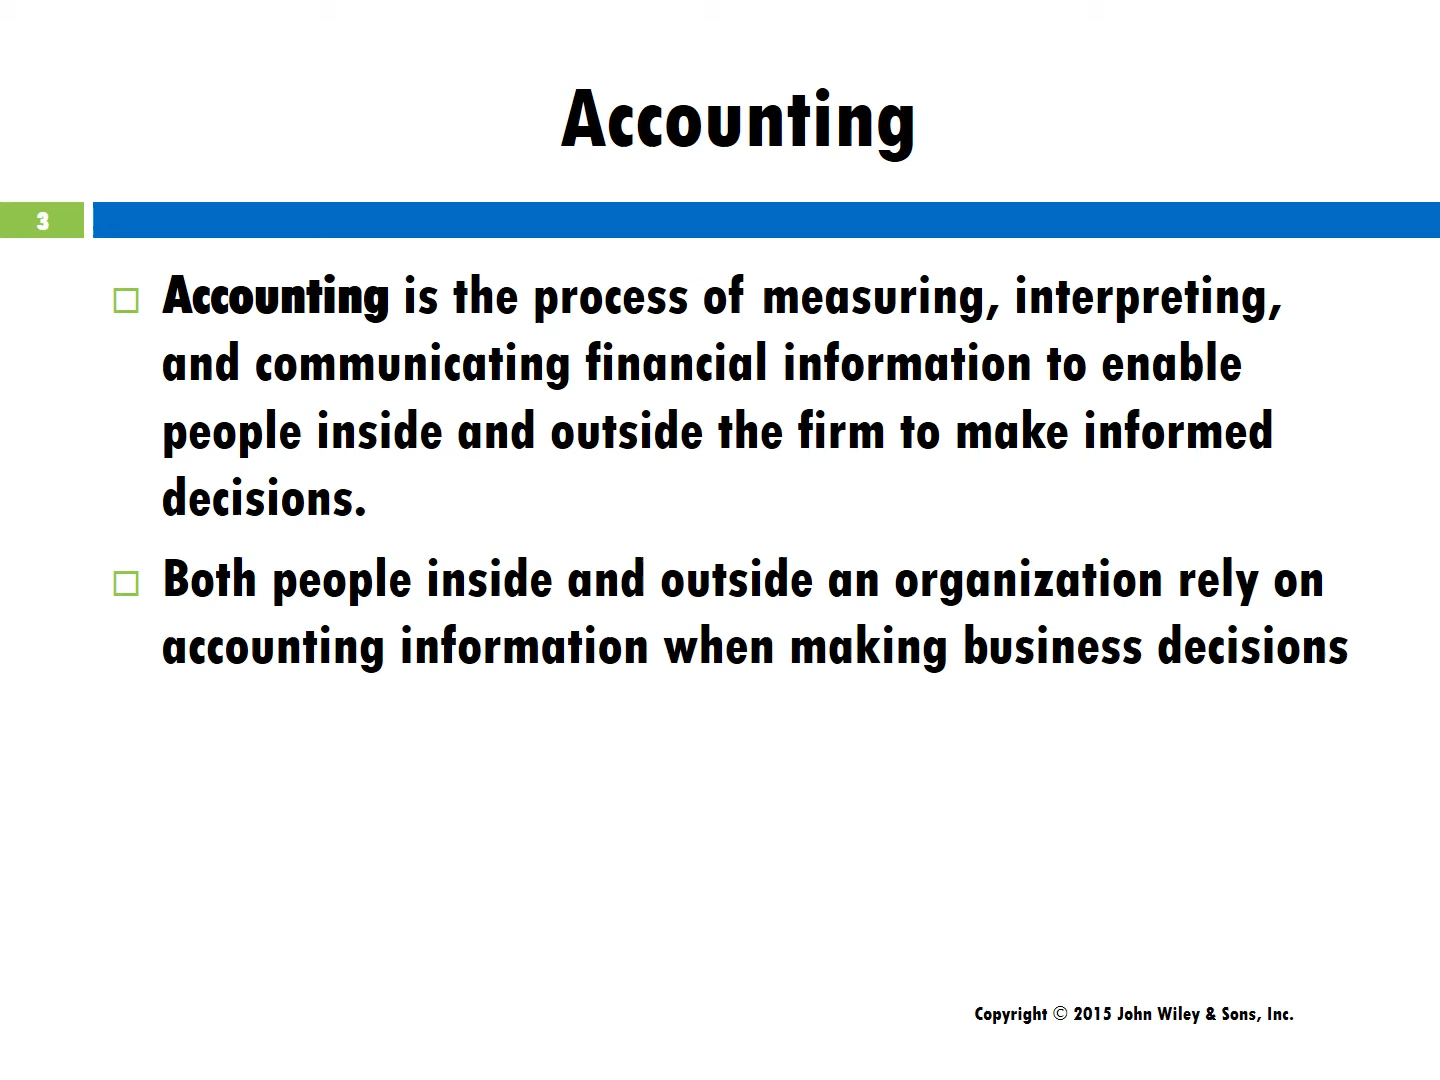 Accounting
3
Accounting is the process of measuring, interpreting,
and communicating financial information to enable
people inside and outside the firm to make informed
decisions.
Both people inside and outside an organization rely on
accounting information when making business decisions
Copyright © 2015 John Wiley & Sons, Inc.